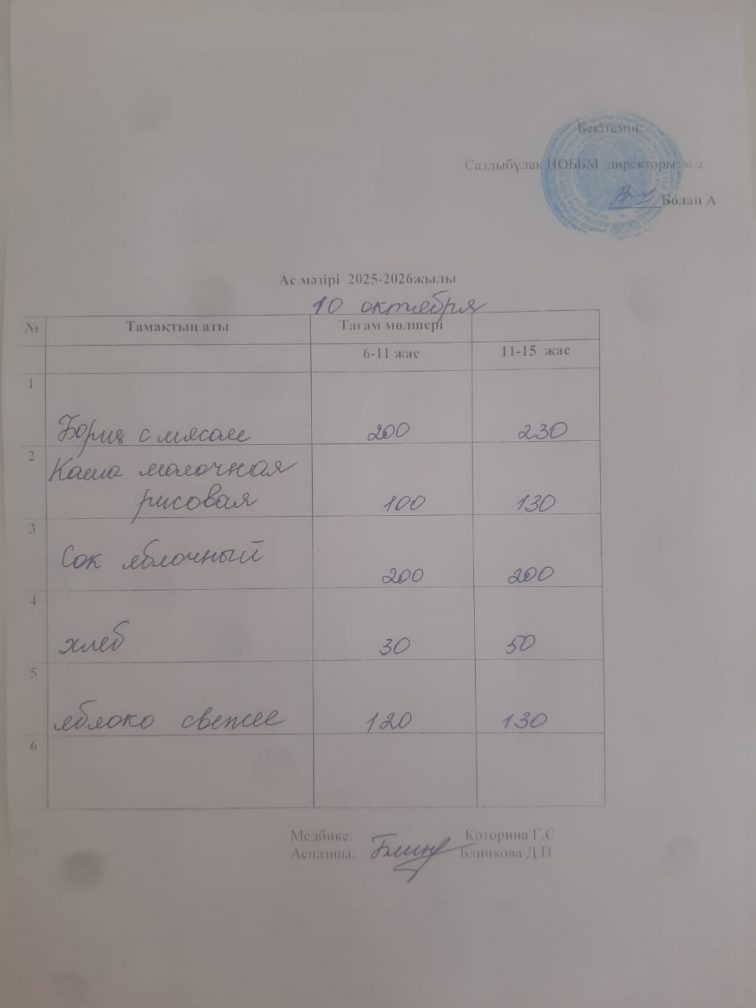 Бекітемін:
Саздыбұлақ НОББМ директоры м.а
Бодан А
Ас мәзірі 2025-2026жылы
10 октября
№ Тамақтың аты Тағам мөлшері
6-11 жас 11-15 жас
1 Борщ с мясом 200 230
2 Каша молочная
рисовая 100 130
3 Сок яблочный 200 200
4 хлеб 30 50
5 яблоко свежее 120 130
6
Медбике: Которина Г.С
Аспазшы: Блинкова Д.П